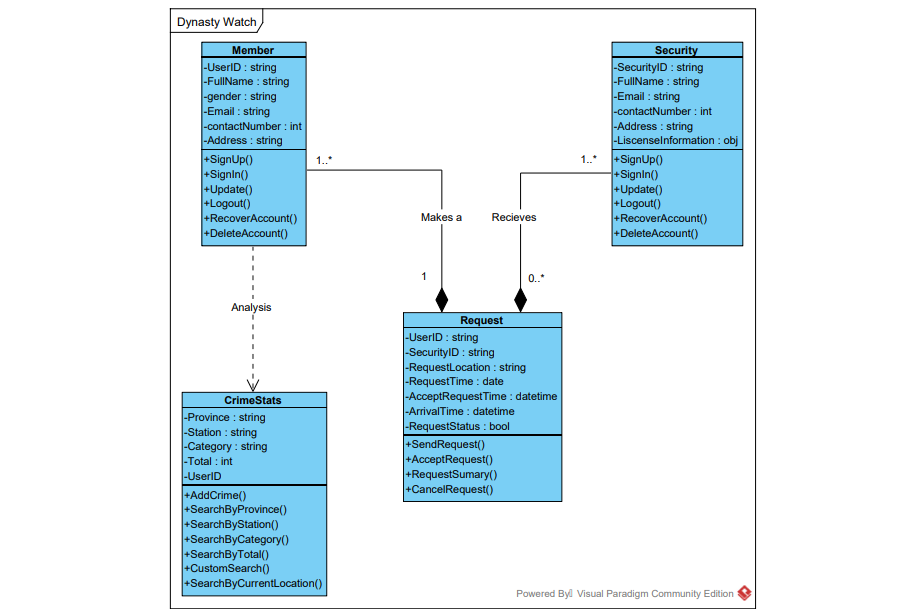 Dynasty Watch
Member
-UserID : string
-FullName : string
-gender : string
-Email : string
-contactNumber : int
-Address : string
+SignUp()
+SignIn()
+Update()
+Logout()
+RecoverAccount()
+DeleteAccount()
Security
-SecurityID : string
-FullName : string
-Email : string
-contactNumber : int
-Address : string
-LiscenseInformation : obj
+SignUp()
+SignIn()
+Update()
+Logout()
+RecoverAccount()
+DeleteAccount()
1..*
1..*
Makes a
Recieves
1
0..*
Analysis
Request
-UserID : string
-SecurityID : string
-RequestLocation : string
-RequestTime : date
-AcceptRequestTime : datetime
-ArrivalTime : datetime
-RequestStatus : bool
+SendRequest()
+AcceptRequest()
+RequestSumary()
+CancelRequest()
CrimeStats
-Province : string
-Station : string
-Category : string
-Total : int
-UserID
+AddCrime()
+SearchByProvince()
+SearchByStation()
+SearchByCategory()
+SearchByTotal()
+CustomSearch()
+SearchByCurrentLocation()
Powered By Visual Paradigm Community Edition